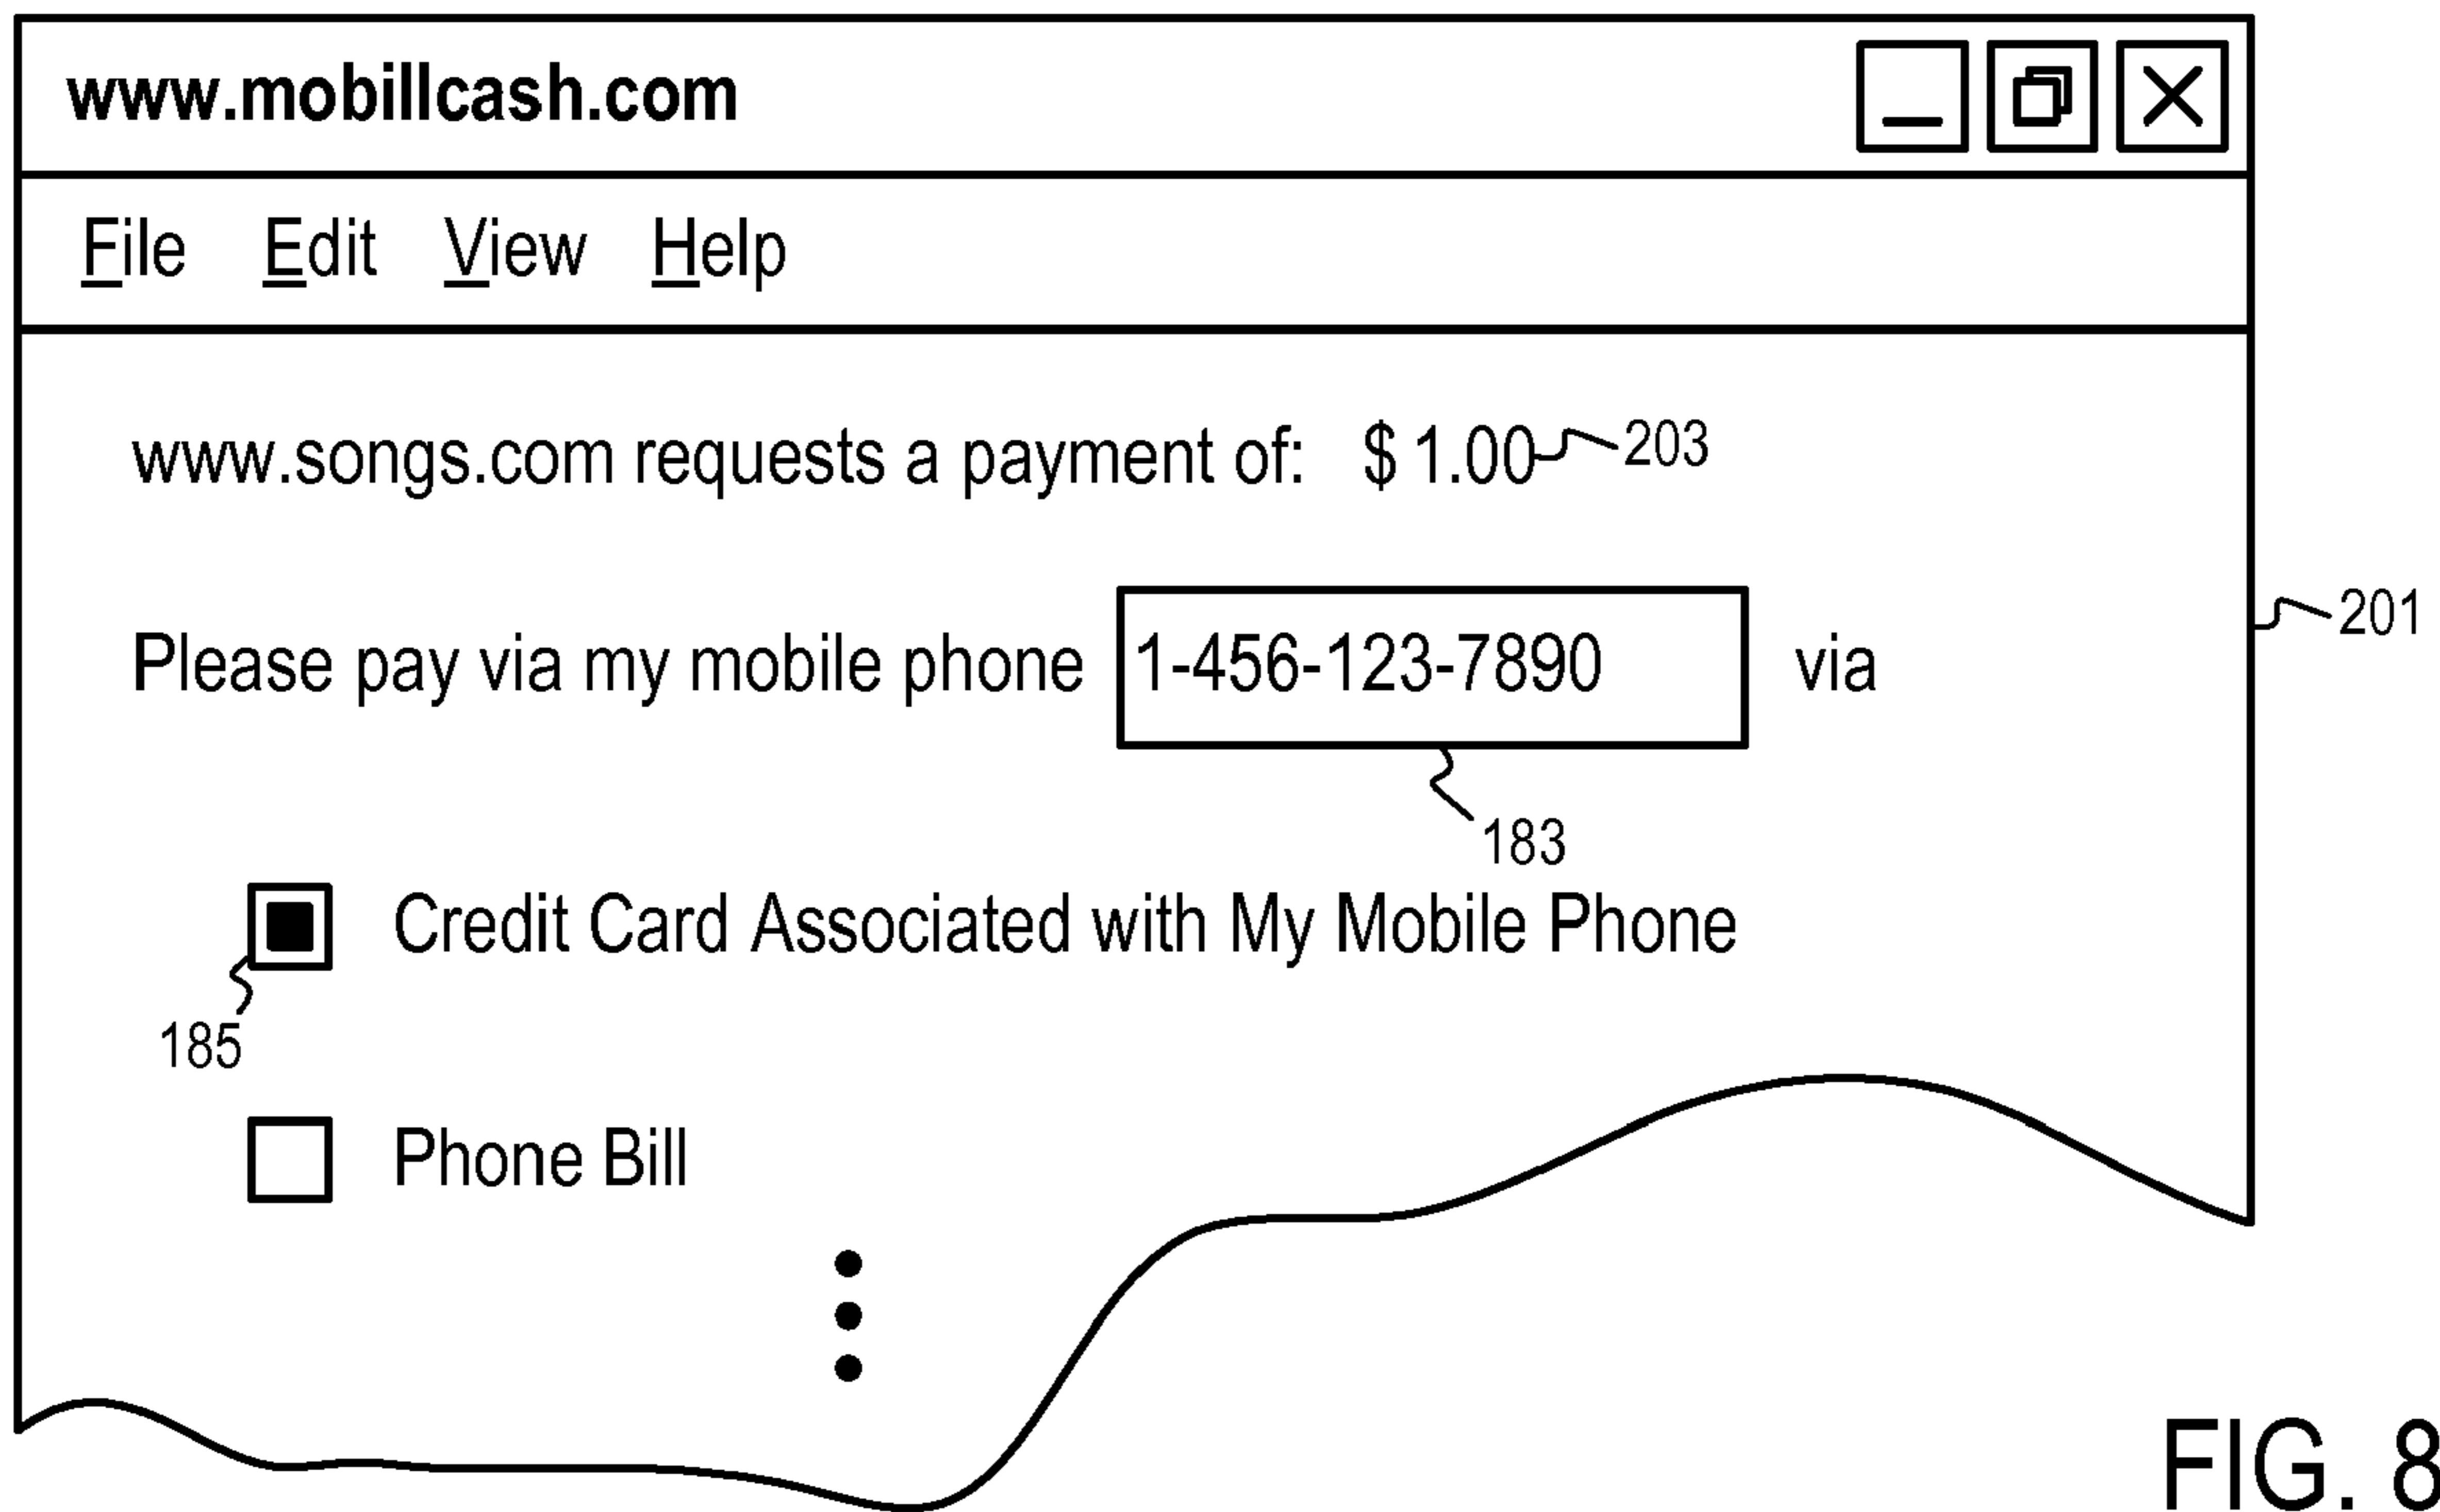 www.mobillcash.com
File Edit View Help
www.songs.com requests a payment of: $ 1.00 203
201
Please pay via my mobile phone 1-456-123-7890 via
183
Credit Card Associated with My Mobile Phone
185
Phone Bill
FIG. 8